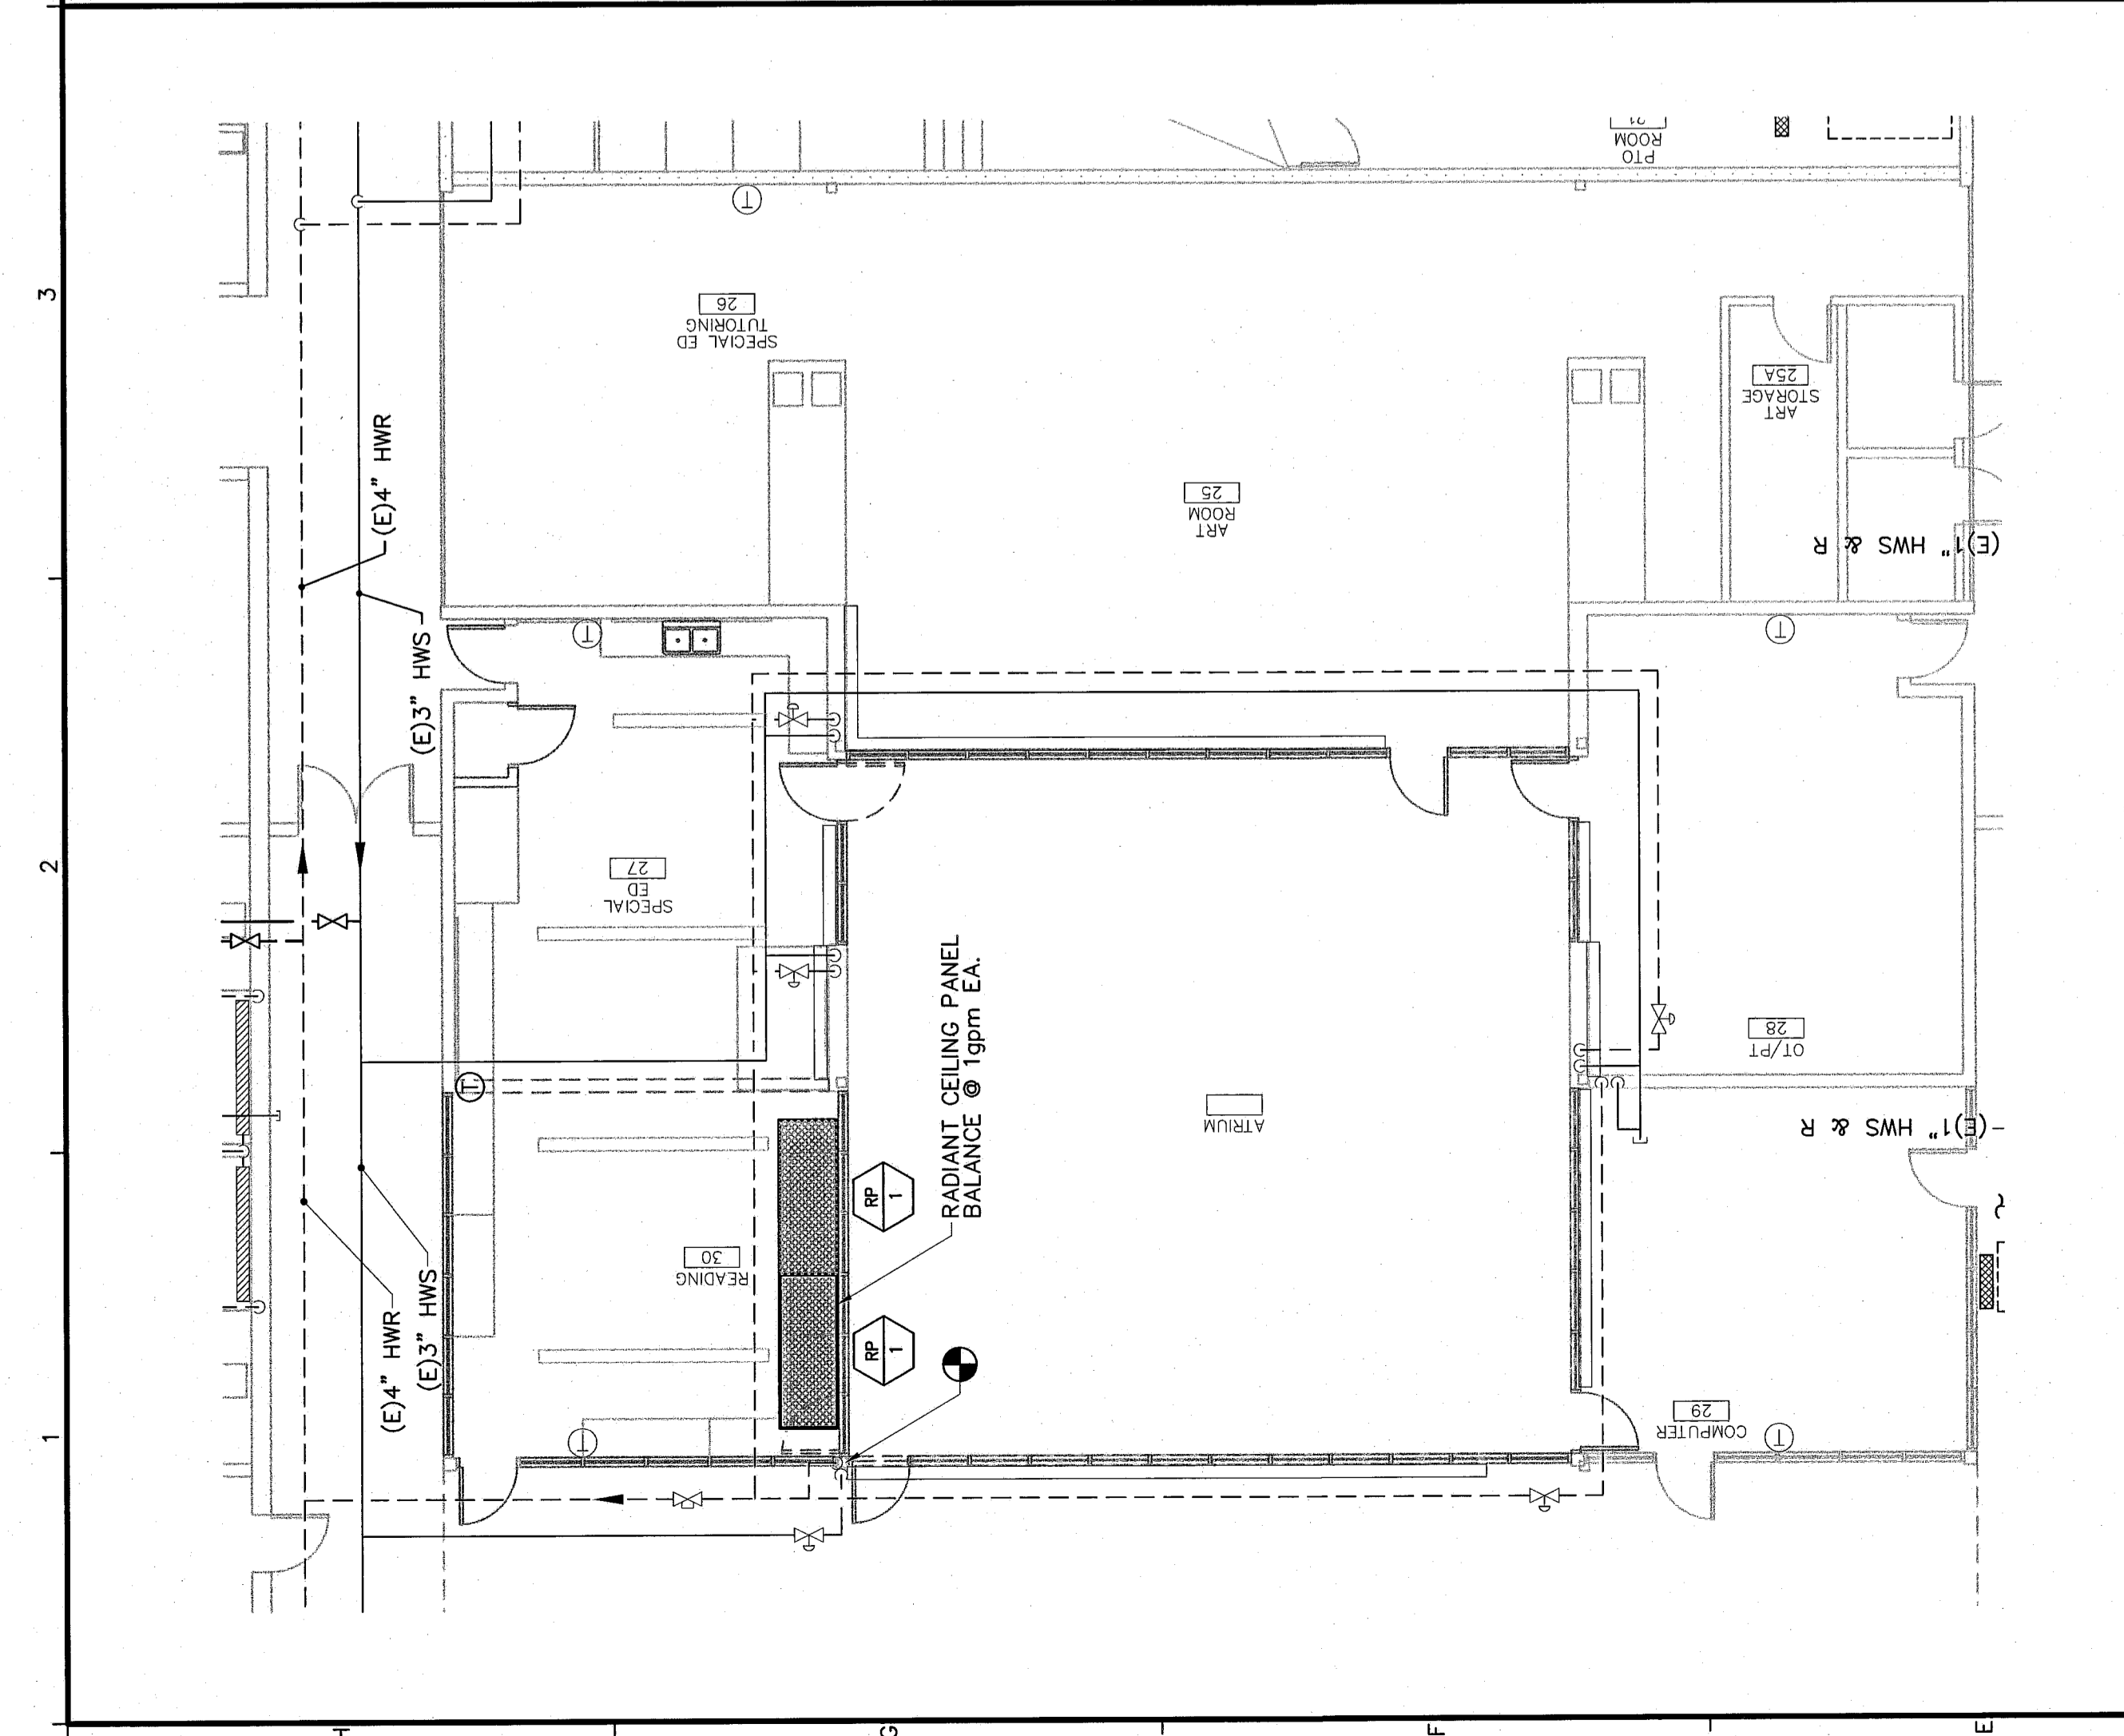 3
2
1
H
G
F
E
PTO
ROOM
21
T
SPECIAL ED
TUTORING
26
(E)4" HWR
(E)3" HWS
ART
STORAGE
25A
ART
ROOM
25
(E)1" HWS & R
T
T
SPECIAL
ED
27
RADIANT CEILING PANEL
BALANCE @ 1gpm EA.
OT/PT
28
T
ATRIUM
(E)1" HWS & R
RP
1
READING
30
RP
1
(E)4" HWR
(E)3" HWS
COMPUTER
29
T
T